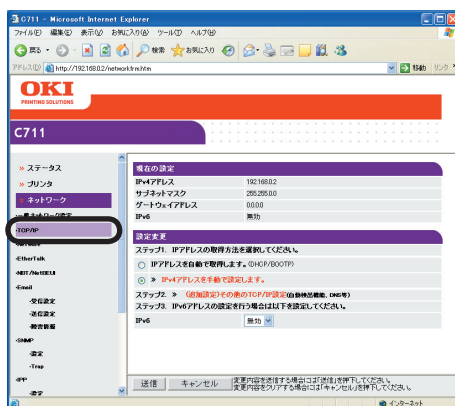 C711 - Microsoft Internet Explorer
ファイル(F) 編集(E) 表示(V) お気に入り(A) ツール(T) ヘルプ(H)
戻る 検索 お気に入り
アドレス(D) http://192.168.0.2/networkfrm.htm 移動 リンク
OKI
PRINTING SOLUTIONS
C711
» ステータス
» プリンタ
» ネットワーク
-TCP/IP
-EtherTalk
-NBT/NetBEUI
-Email
-受信設定
-送信設定
-障害情報
-SNMP
-設定
-Trap
-IPP
-設定
現在の設定
IPv4アドレス 192.168.0.2
サブネットマスク 255.255.0.0
ゲートウェイアドレス 0.0.0.0
IPv6 無効
設定変更
ステップ1. IPアドレスの取得方法を選択してください。
IPアドレスを自動で取得します。(DHCP/BOOTP)
» IPv4アドレスを手動で設定します。
ステップ2. » (追加設定)その他のTCP/IP設定(自動検出機能, DNS等)
ステップ3. IPv6アドレスの設定を行う場合は以下を設定してください。
IPv6 無効
送信 キャンセル 変更内容を送信する場合には「送信」を押下してください。
変更内容をクリアする場合には「キャンセル」を押下してください。
インターネット